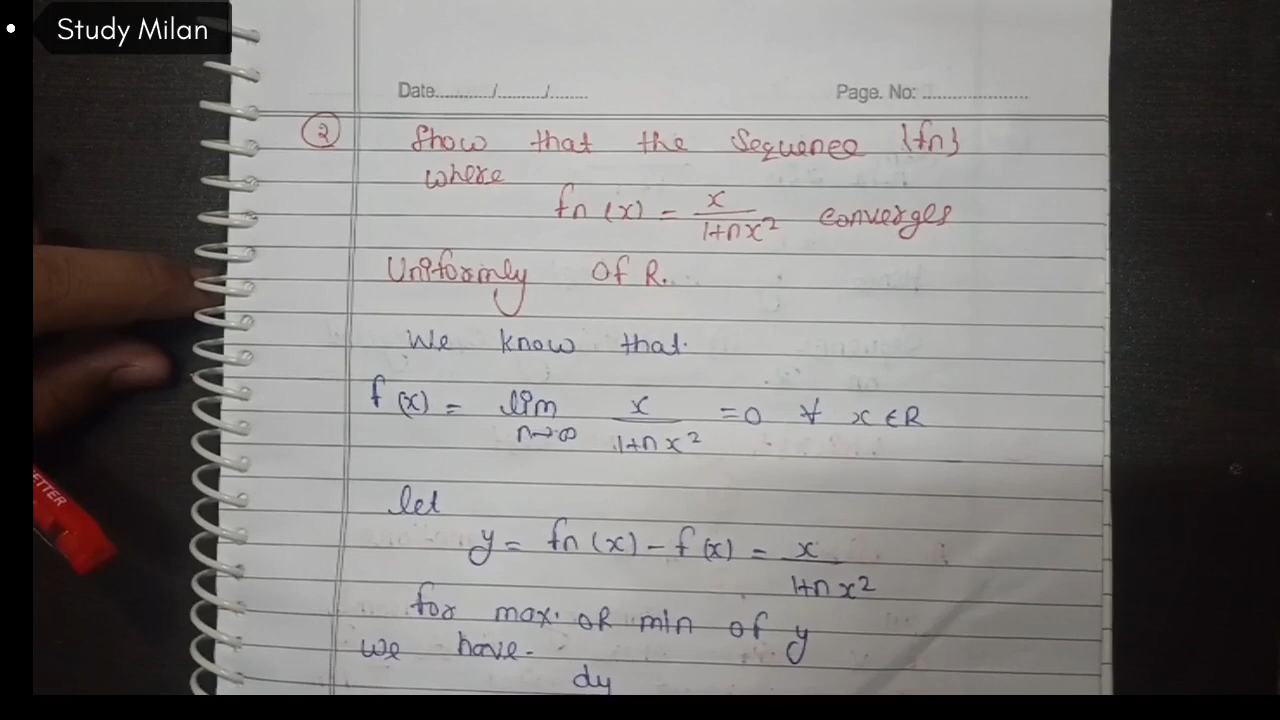 Study Milan
Date............/........../........
Page. No: ......................
2 Show that the Sequence {fn}
where
fn (x) = x / 1+nx² converges
Uniformly Of R.
We know that.
f (x) = lim n→∞ x / 1+nx² =0 ∀ x ∈ R
let
y = fn (x) – f (x) = x / 1+nx²
for max. OR min of y
we have-
dy